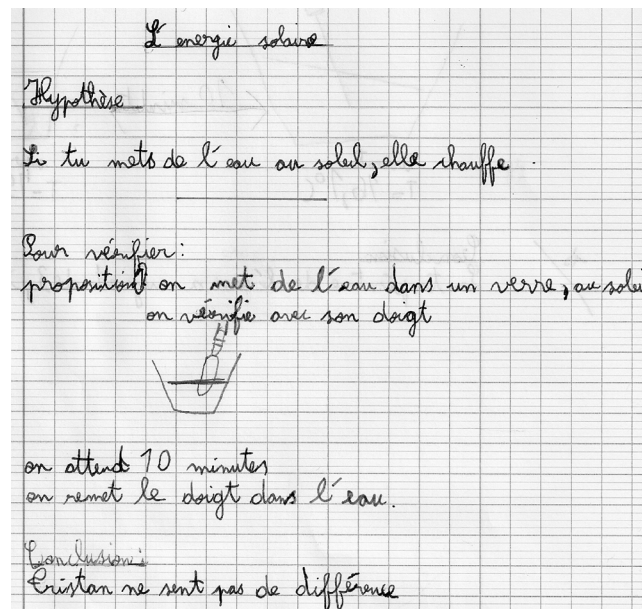 L'energie solaire
Hypothèse
Si tu mets de l'eau au soleil, elle chauffe.
Pour vérifier:
proposition on met de l'eau dans un verre, au solei
on vérifie avec son doigt
on attend 10 minutes
on remet le doigt dans l'eau.
Conclusion:
Tristan ne sent pas de différence